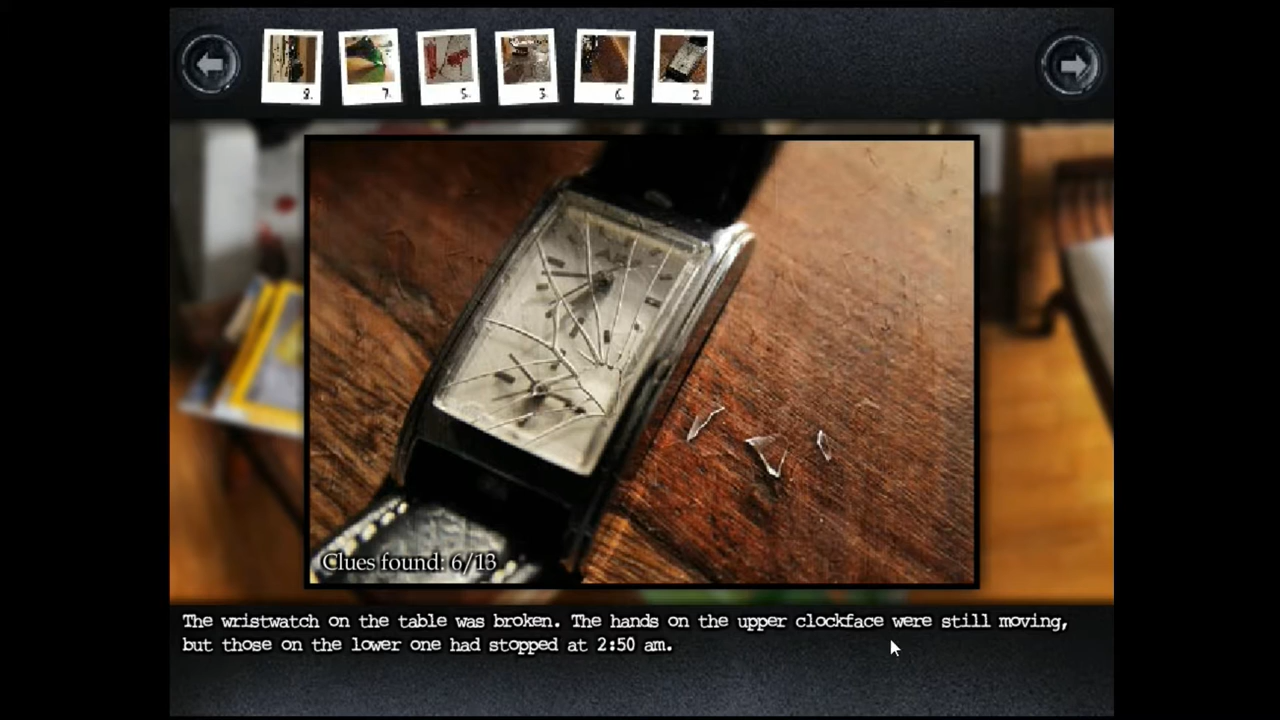 8. 7. 5. 3. 6. 2.
Clues found: 6/13
The wristwatch on the table was broken. The hands on the upper clockface were still moving,
but those on the lower one had stopped at 2:50 am.